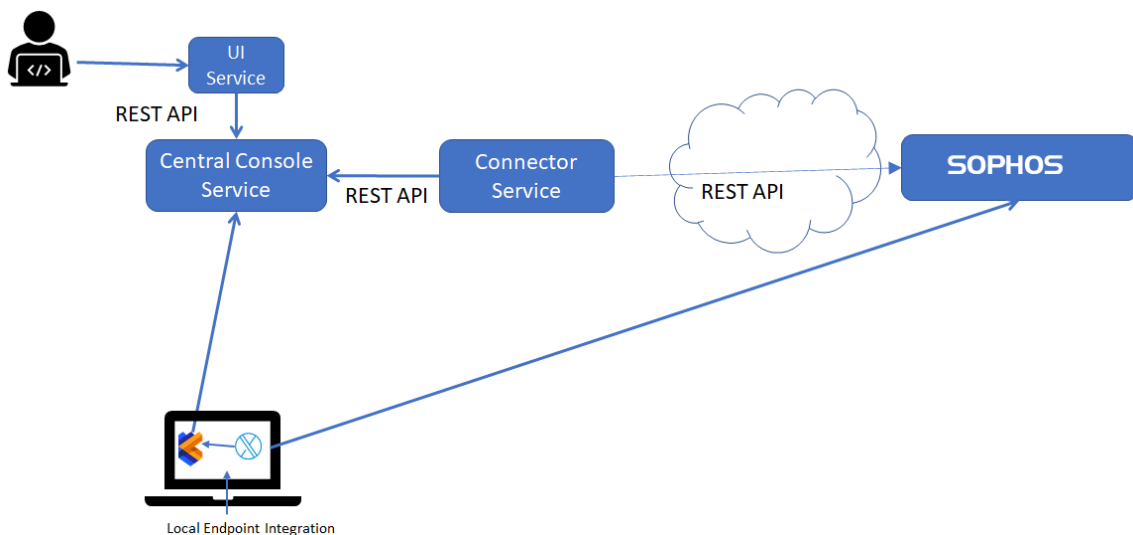 </>
UI
Service
REST API
Central Console
Service
REST API
Connector
Service
REST API
SOPHOS
Local Endpoint Integration